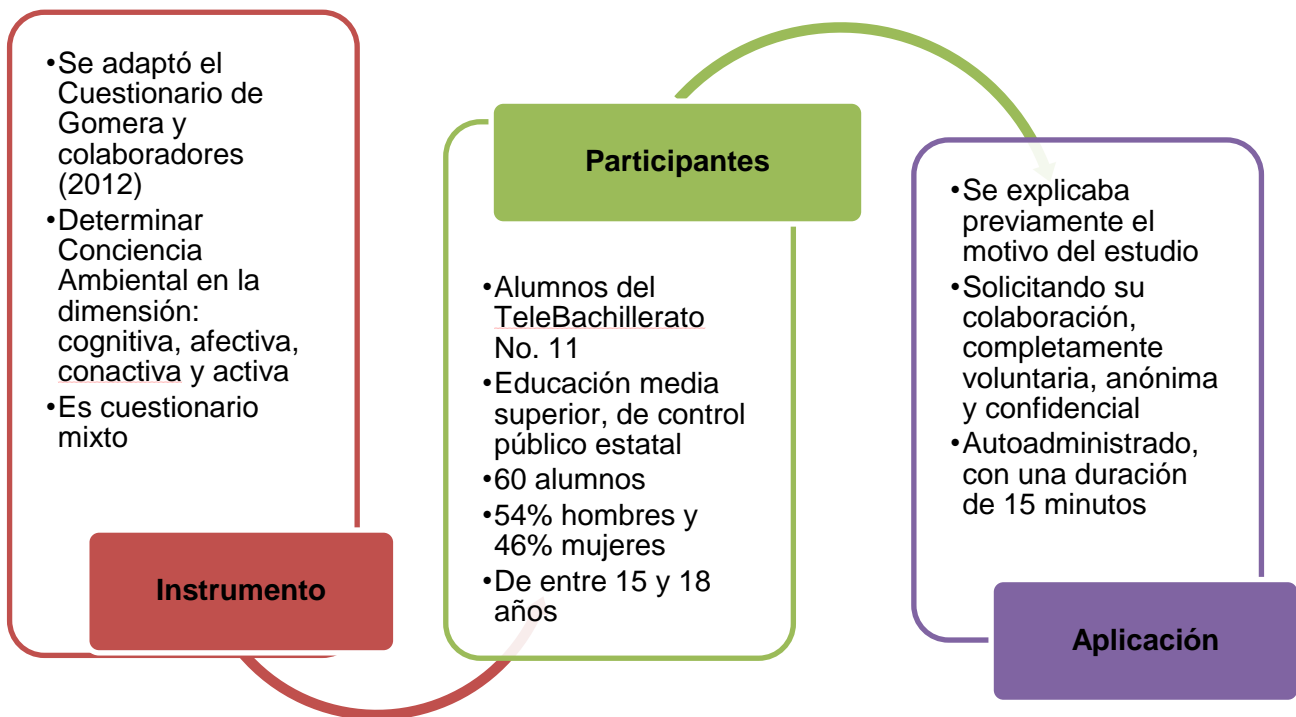 •Se adaptó el
Cuestionario de
Gomera y
colaboradores
(2012)
•Determinar
Conciencia
Ambiental en la
dimensión:
cognitiva, afectiva,
conactiva y activa
•Es cuestionario
mixto
Instrumento
Participantes
•Alumnos del
TeleBachillerato
No. 11
•Educación media
superior, de control
público estatal
•60 alumnos
•54% hombres y
46% mujeres
•De entre 15 y 18
años
•Se explicaba
previamente el
motivo del estudio
•Solicitando su
colaboración,
completamente
voluntaria, anónima
y confidencial
•Autoadministrado,
con una duración
de 15 minutos
Aplicación